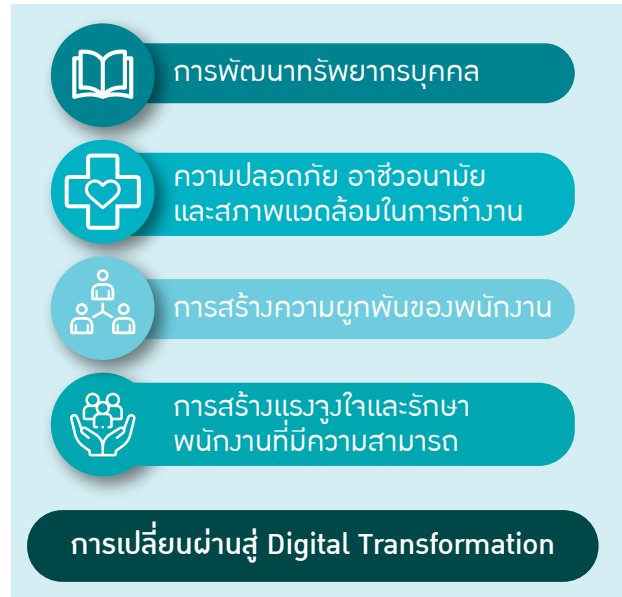 การพัฒนาทรัพยากรบุคคล
ความปลอดภัย อาชีวอนามัย
และสภาพแวดล้อมในการทำงาน
การสร้างความผูกพันของพนักงาน
การสร้างแรงจูงใจและรักษา
พนักงานที่มีความสามารถ
การเปลี่ยนผ่านสู่ Digital Transformation